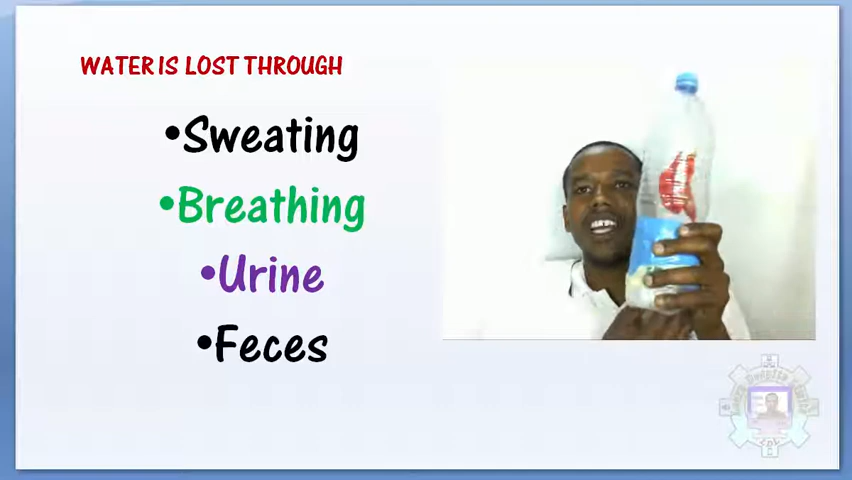 WATER IS LOST THROUGH
•Sweating
•Breathing
•Urine
•Feces